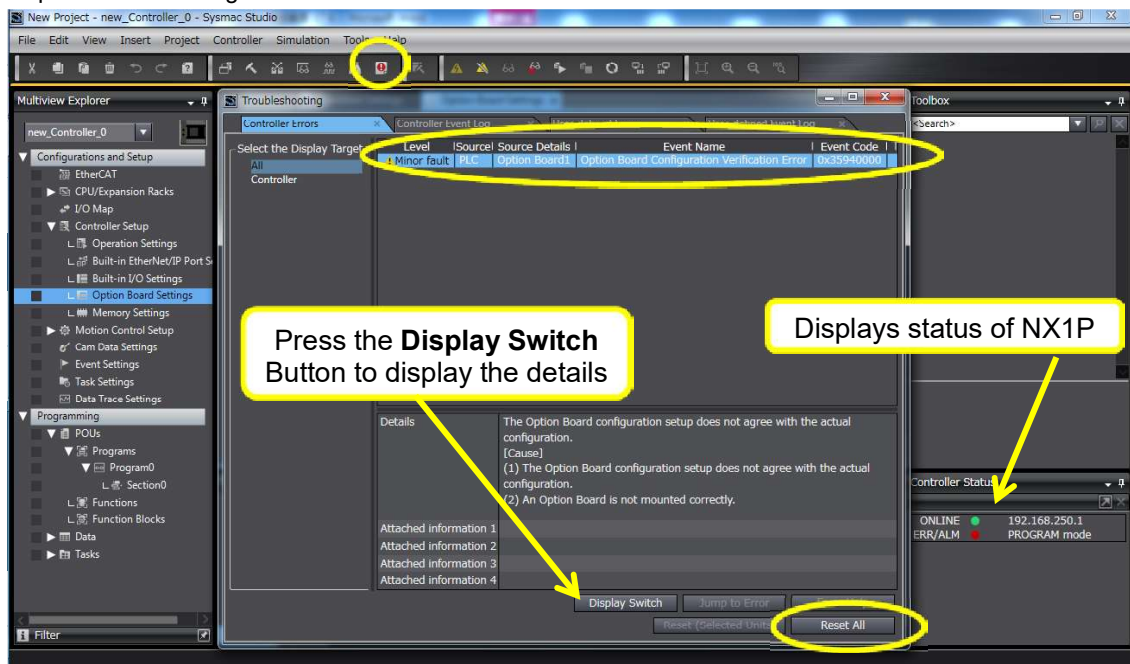 New Project - new_Controller_0 - Sysmac Studio
File Edit View Insert Project Controller Simulation Tools Help
Multiview Explorer
new_Controller_0
Configurations and Setup
EtherCAT
CPU/Expansion Racks
I/O Map
Controller Setup
Operation Settings
Built-in EtherNet/IP Port S
Built-in I/O Settings
Option Board Settings
Memory Settings
Motion Control Setup
Cam Data Settings
Event Settings
Task Settings
Data Trace Settings
Programming
POUs
Programs
Program0
Section0
Functions
Function Blocks
Data
Tasks
Filter
Troubleshooting
Controller Errors
Controller Event Log
User-defined Event Log
Select the Display Target
All
Controller
Level Source Source Details Event Name Event Code
Minor fault PLC Option Board1 Option Board Configuration Verification Error 0x35940000
Press the Display Switch
Button to display the details
Displays status of NX1P
Details
The Option Board configuration setup does not agree with the actual
configuration.
[Cause]
(1) The Option Board configuration setup does not agree with the actual
configuration.
(2) An Option Board is not mounted correctly.
Attached information 1
Attached information 2
Attached information 3
Attached information 4
Display Switch Jump to Error
Reset (Selected Units Reset All
Toolbox
<Search>
Controller Status
ONLINE 192.168.250.1
ERR/ALM PROGRAM mode